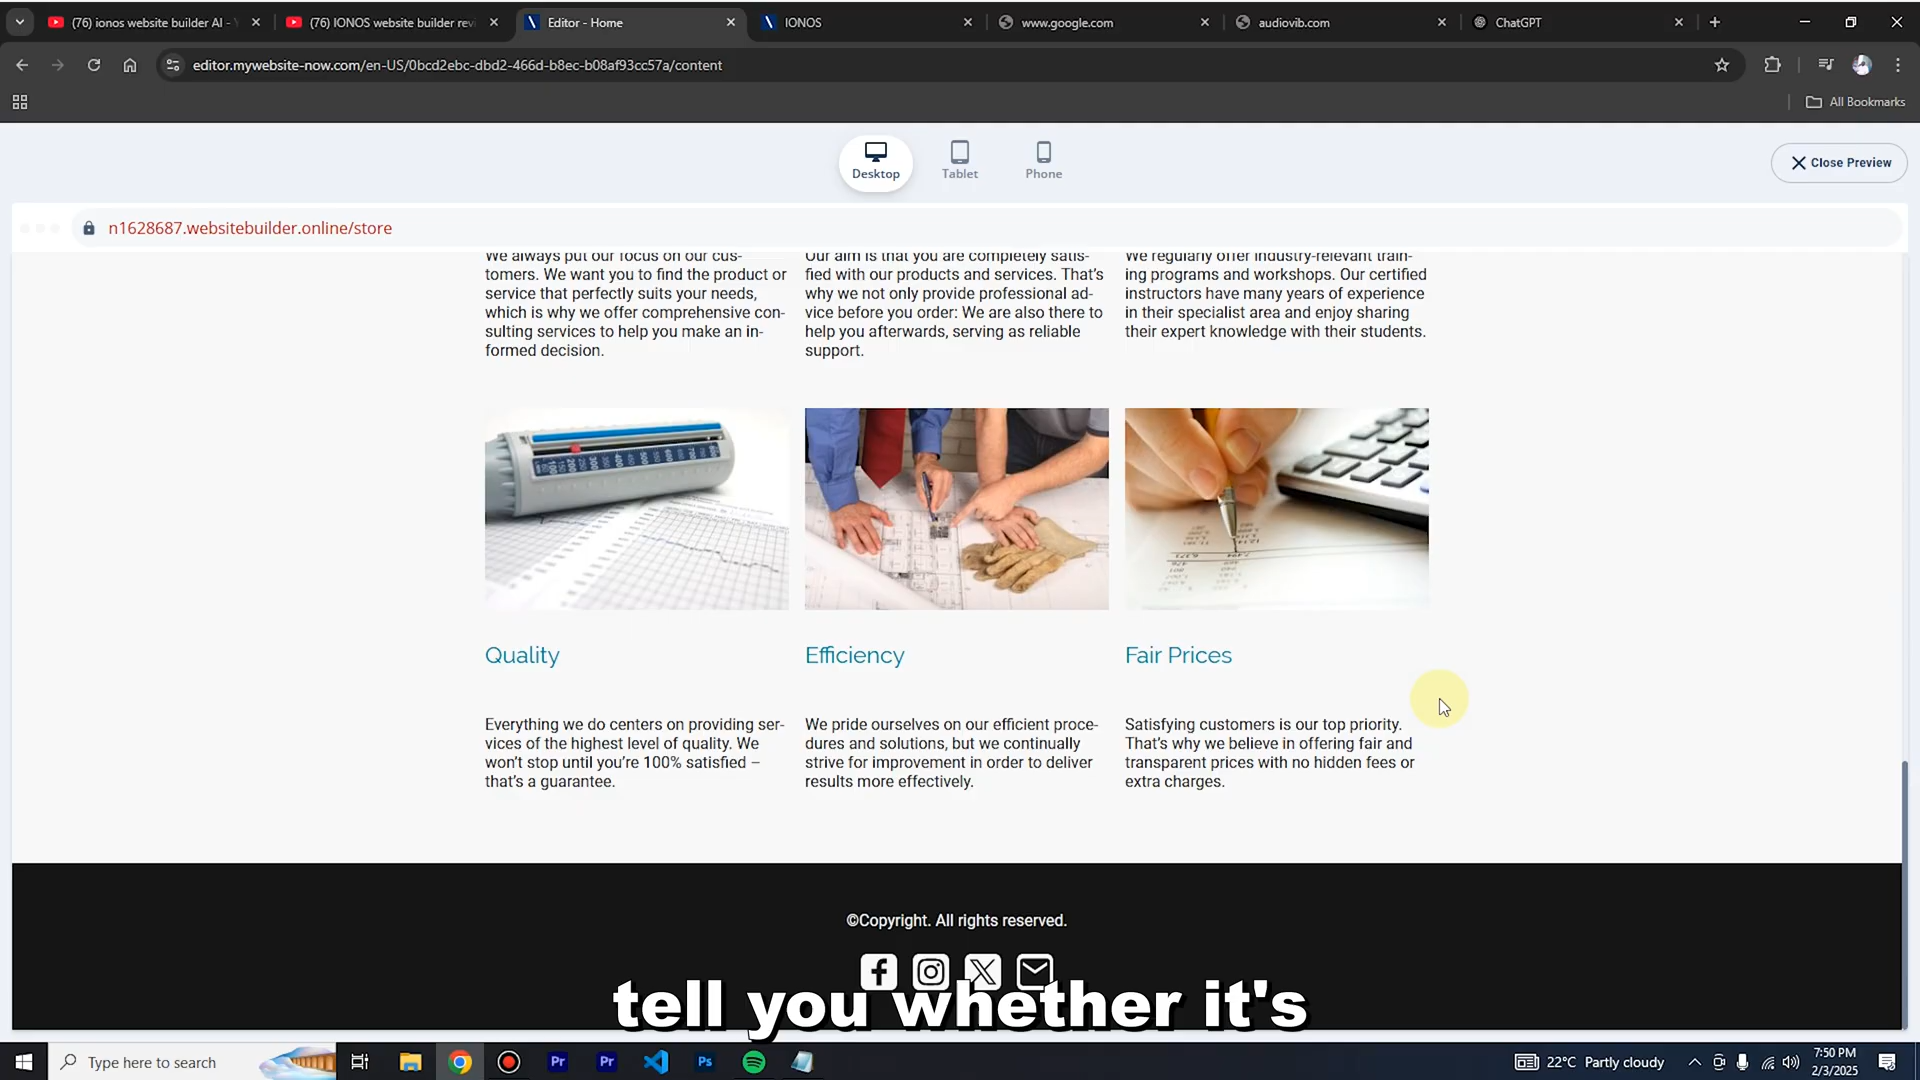 (76) ionos website builder AI - Y
(76) IONOS website builder revi
Editor - Home
IONOS
www.google.com
audiovib.com
ChatGPT
editor.mywebsite-now.com/en-US/0bcd2ebc-dbd2-466d-b8ec-b08af93cc57a/content
All Bookmarks
Desktop
Tablet
Phone
Close Preview
n1628687.websitebuilder.online/store
We always put our focus on our cus-
tomers. We want you to find the product or
service that perfectly suits your needs,
which is why we offer comprehensive con-
sulting services to help you make an in-
formed decision.
Our aim is that you are completely satis-
fied with our products and services. That's
why we not only provide professional ad-
vice before you order: We are also there to
help you afterwards, serving as reliable
support.
We regularly offer industry-relevant train-
ing programs and workshops. Our certified
instructors have many years of experience
in their specialist area and enjoy sharing
their expert knowledge with their students.
Quality
Efficiency
Fair Prices
Everything we do centers on providing ser-
vices of the highest level of quality. We
won't stop until you're 100% satisfied –
that's a guarantee.
We pride ourselves on our efficient proce-
dures and solutions, but we continually
strive for improvement in order to deliver
results more effectively.
Satisfying customers is our top priority.
That's why we believe in offering fair and
transparent prices with no hidden fees or
extra charges.
©Copyright. All rights reserved.
tell you whether it's
Type here to search
Pr
Pr
Ps
22°C Partly cloudy
7:50 PM
2/3/2025